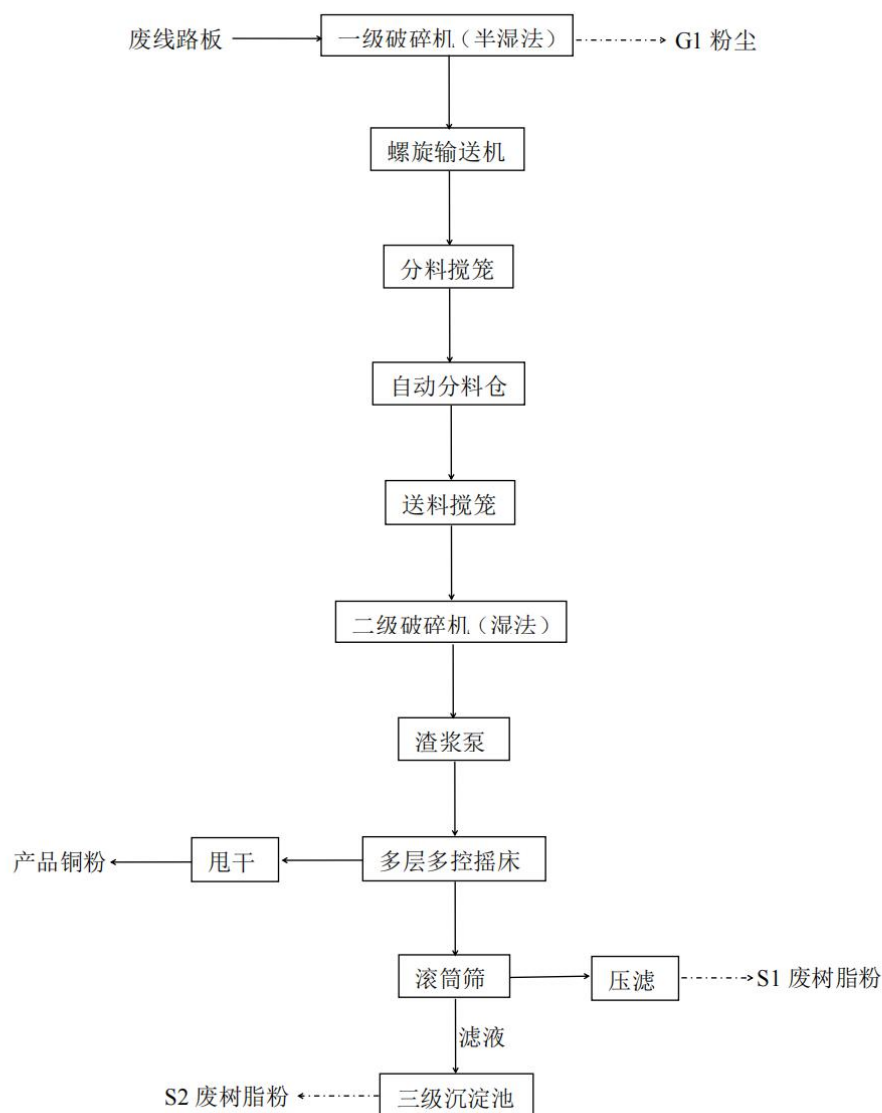 废线路板
一级破碎机（半湿法）
G1 粉尘
螺旋输送机
分料搅笼
自动分料仓
送料搅笼
二级破碎机（湿法）
渣浆泵
产品铜粉
甩干
多层多控摇床
滚筒筛
压滤
S1 废树脂粉
滤液
S2 废树脂粉
三级沉淀池